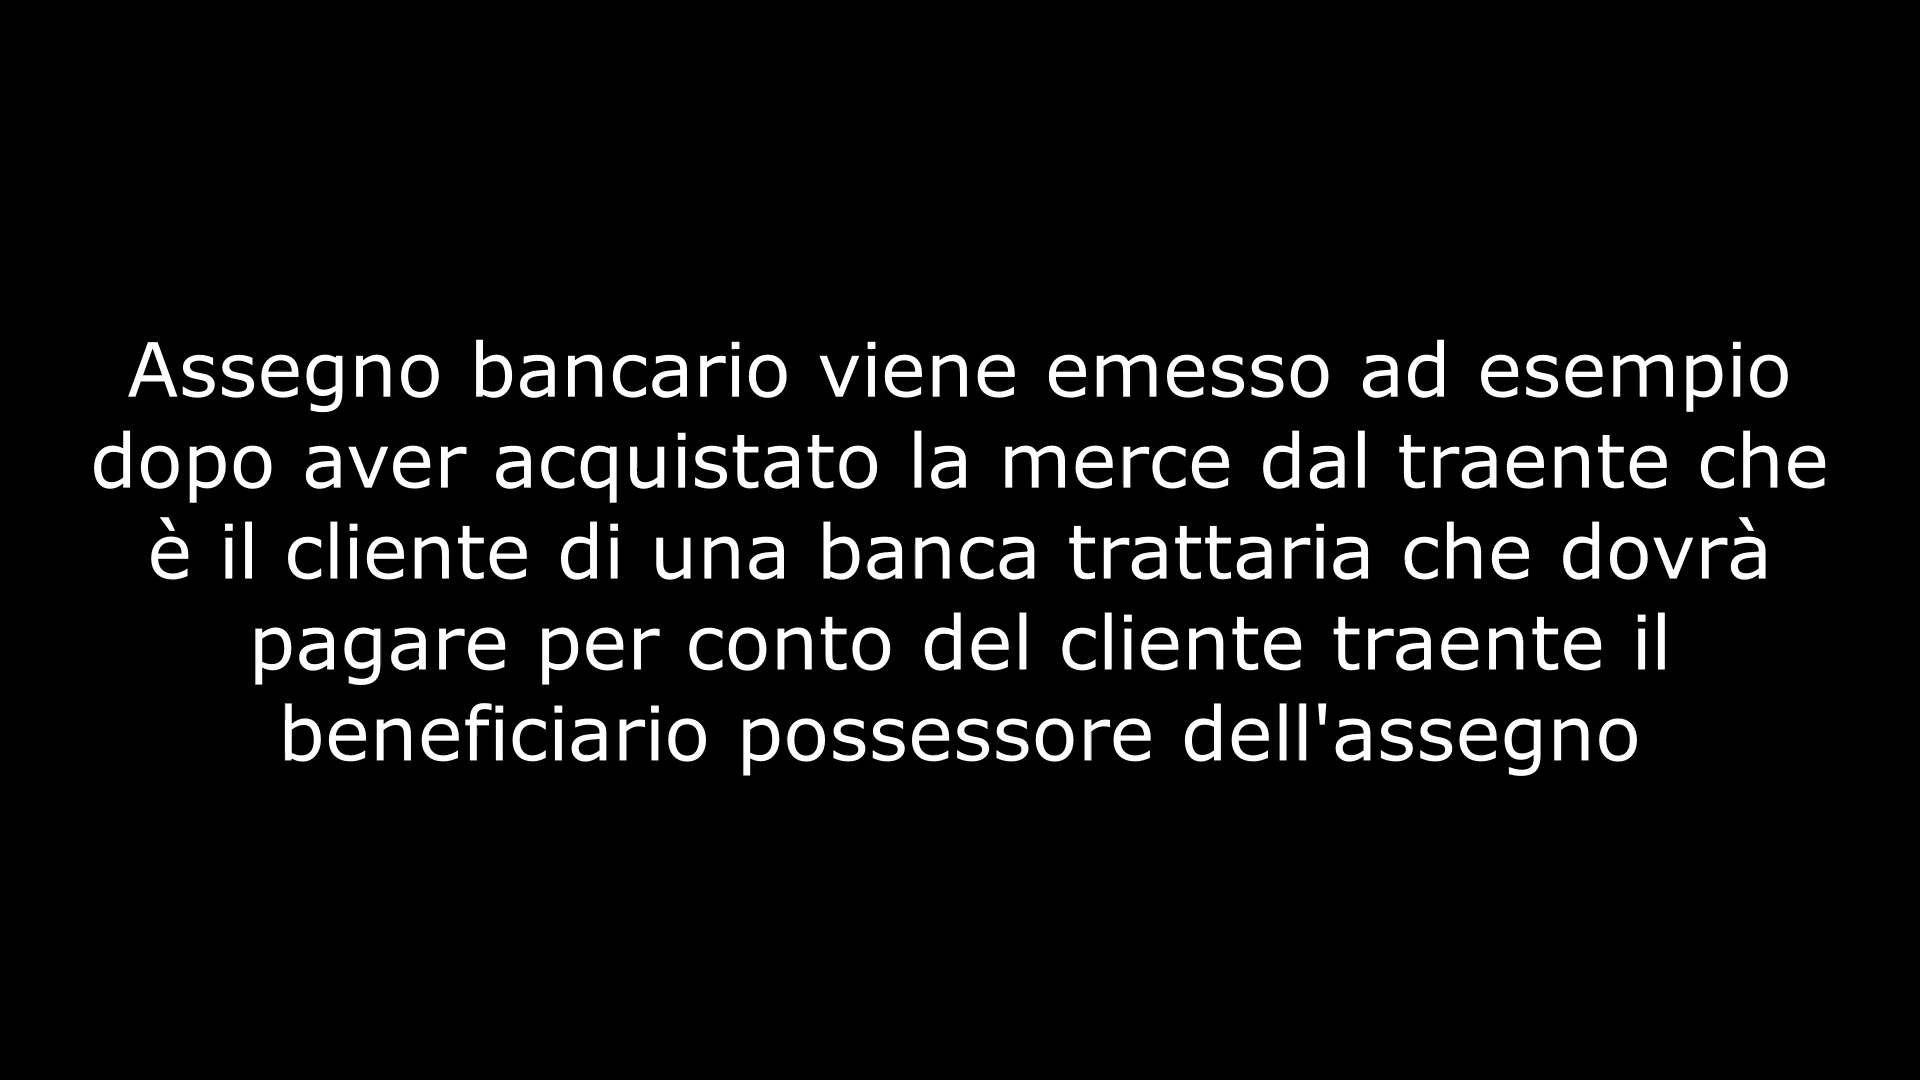 Assegno bancario viene emesso ad esempio
dopo aver acquistato la merce dal traente che
è il cliente di una banca trattaria che dovrà
pagare per conto del cliente traente il
beneficiario possessore dell'assegno